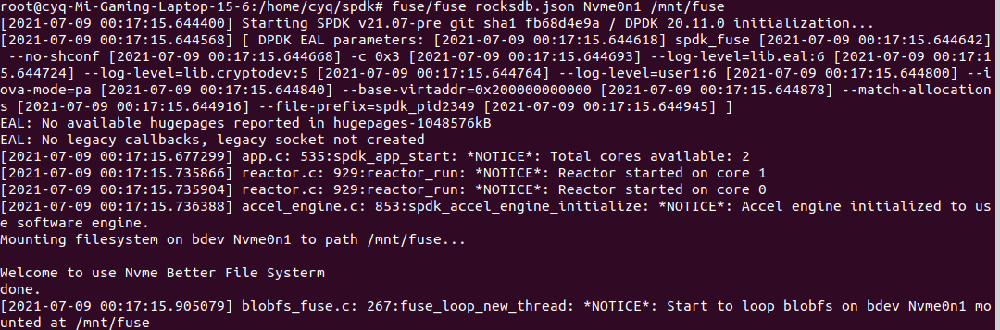 root@cyq-Mi-Gaming-Laptop-15-6:/home/cyq/spdk# fuse/fuse rocksdb.json Nvme0n1 /mnt/fuse
[2021-07-09 00:17:15.644400] Starting SPDK v21.07-pre git sha1 fb68d4e9a / DPDK 20.11.0 initialization...
[2021-07-09 00:17:15.644568] [ DPDK EAL parameters: [2021-07-09 00:17:15.644618] spdk_fuse [2021-07-09 00:17:15.644642]
 --no-shconf [2021-07-09 00:17:15.644668] -c 0x3 [2021-07-09 00:17:15.644693] --log-level=lib.eal:6 [2021-07-09 00:17:1
5.644724] --log-level=lib.cryptodev:5 [2021-07-09 00:17:15.644764] --log-level=user1:6 [2021-07-09 00:17:15.644800] --i
ova-mode=pa [2021-07-09 00:17:15.644840] --base-virtaddr=0x200000000000 [2021-07-09 00:17:15.644878] --match-allocation
s [2021-07-09 00:17:15.644916] --file-prefix=spdk_pid2349 [2021-07-09 00:17:15.644945] ]
EAL: No available hugepages reported in hugepages-1048576kB
EAL: No legacy callbacks, legacy socket not created
[2021-07-09 00:17:15.677299] app.c: 535:spdk_app_start: *NOTICE*: Total cores available: 2
[2021-07-09 00:17:15.735866] reactor.c: 929:reactor_run: *NOTICE*: Reactor started on core 1
[2021-07-09 00:17:15.735904] reactor.c: 929:reactor_run: *NOTICE*: Reactor started on core 0
[2021-07-09 00:17:15.736388] accel_engine.c: 853:spdk_accel_engine_initialize: *NOTICE*: Accel engine initialized to us
e software engine.
Mounting filesystem on bdev Nvme0n1 to path /mnt/fuse...
Welcome to use Nvme Better File Systerm
done.
[2021-07-09 00:17:15.905079] blobfs_fuse.c: 267:fuse_loop_new_thread: *NOTICE*: Start to loop blobfs on bdev Nvme0n1 mo
unted at /mnt/fuse